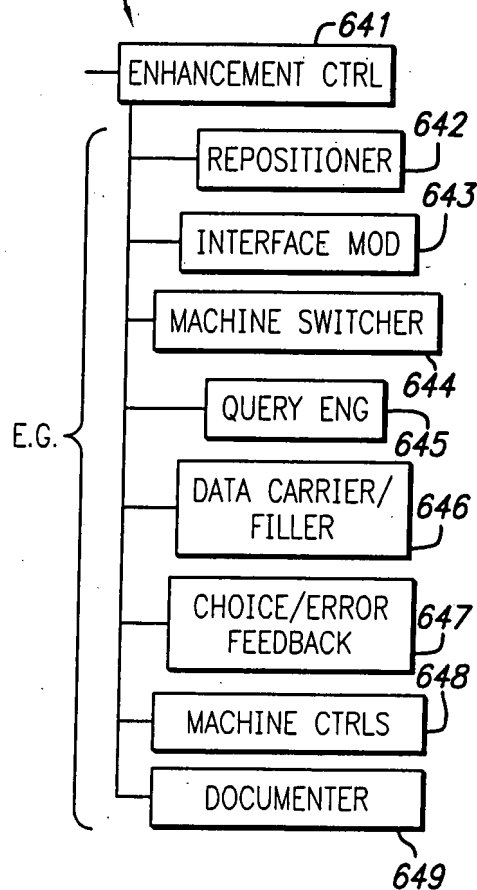 641
ENHANCEMENT CTRL
642
REPOSITIONER
643
INTERFACE MOD
MACHINE SWITCHER
644
QUERY ENG
645
E.G.
DATA CARRIER/
FILLER
646
CHOICE/ERROR
FEEDBACK
647
648
MACHINE CTRLS
DOCUMENTER
649